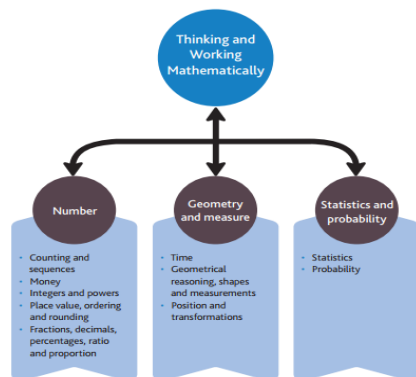 Thinking and
Working
Mathematically
Number
Geometry
and measure
Statistics and
probability
• Counting and
sequences
• Money
• Integers and powers
• Place value, ordering
and rounding
• Fractions, decimals,
percentages, ratio
and proportion
• Time
• Geometrical
reasoning, shapes
and measurements
• Position and
transformations
• Statistics
• Probability